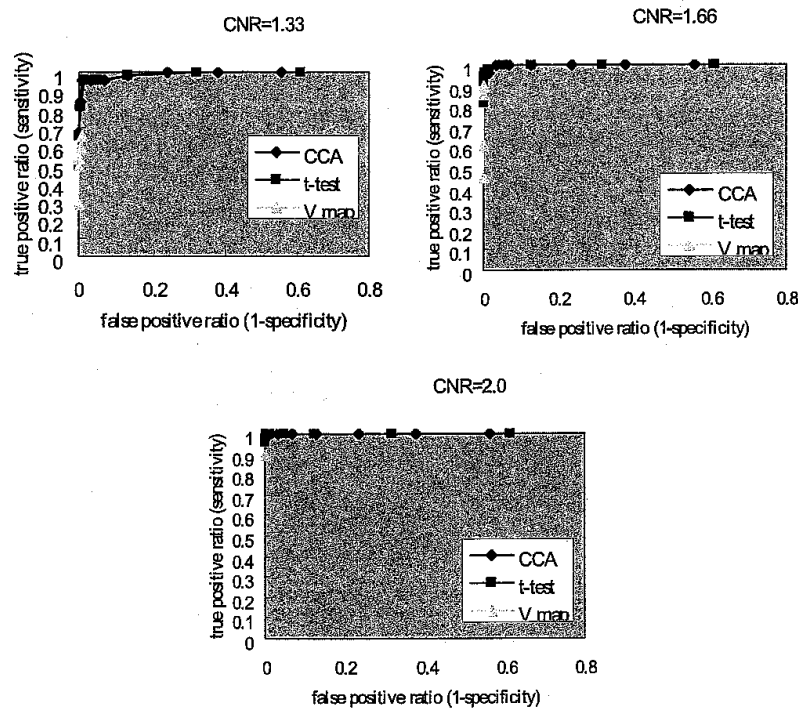 CNR=1.33
true positive ratio (sensitivity)
1
0.9
0.8
0.7
0.6
0.5
0.4
0.3
0.2
0.1
0
CCA
t-test
V map
0 0.2 0.4 0.6 0.8
false positive ratio (1-specificity)
CNR=1.66
true positive ratio (sensitivity)
1
0.9
0.8
0.7
0.6
0.5
0.4
0.3
0.2
0.1
0
CCA
t-test
V map
0 0.2 0.4 0.6 0.8
false positive ratio (1-specificity)
CNR=2.0
true positive ratio (sensitivity)
1
0.9
0.8
0.7
0.6
0.5
0.4
0.3
0.2
0.1
0
CCA
t-test
V map
0 0.2 0.4 0.6 0.8
false positive ratio (1-specificity)